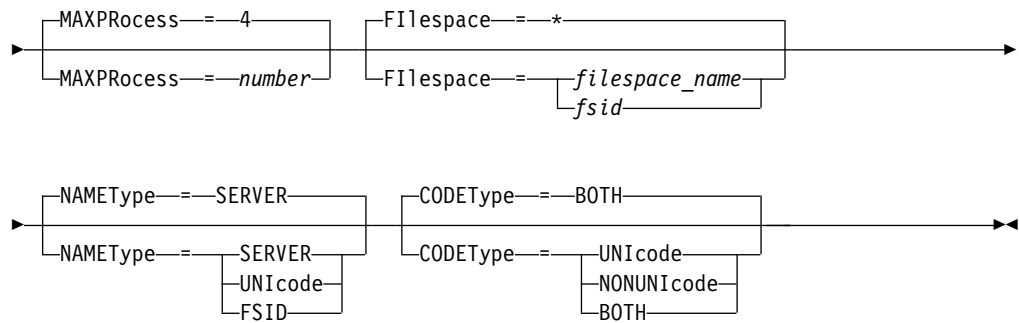 MAXPRocess = 4 FIlespace = *
MAXPRocess = number FIlespace = filespace_name
fsid
NAMEType = SERVER CODEType = BOTH
NAMEType = SERVER CODEType = UNIcode
UNIcode NONUNIcode
FSID BOTH